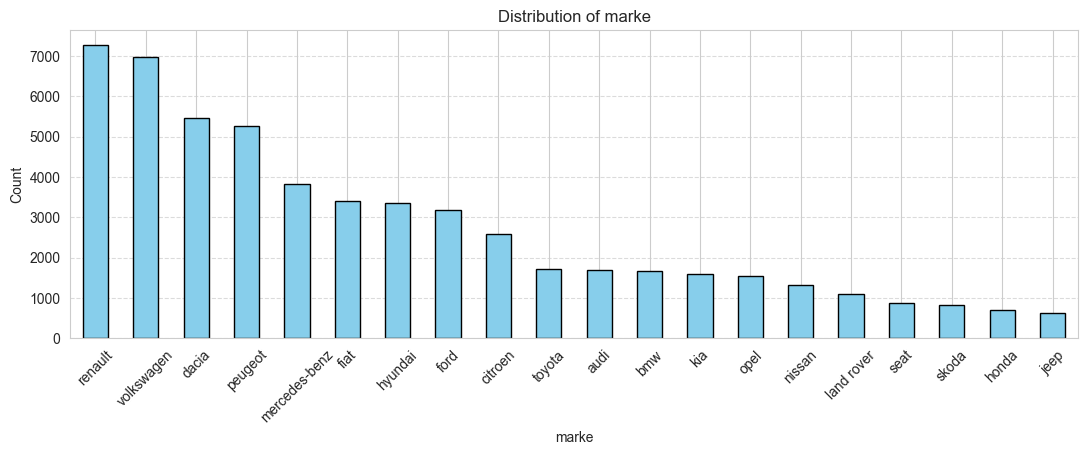 Distribution of marke
Count
7000
6000
5000
4000
3000
2000
1000
0
renault
volkswagen
dacia
peugeot
mercedes-benz
fiat
hyundai
ford
citroen
toyota
audi
bmw
kia
opel
nissan
land rover
seat
skoda
honda
jeep
marke